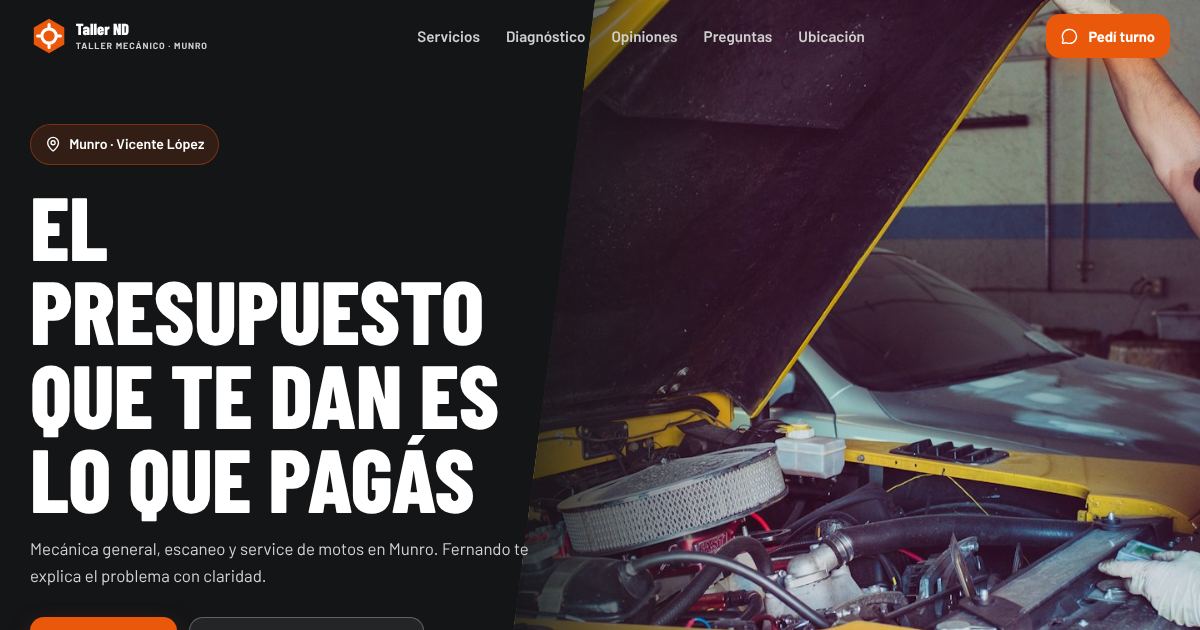 Taller ND
TALLER MECÁNICO · MUNRO
Servicios
Diagnóstico
Opiniones
Preguntas
Ubicación
Pedí turno
Munro · Vicente López
EL
PRESUPUESTO
QUE TE DAN ES
LO QUE PAGÁS
Mecánica general, escaneo y service de motos en Munro. Fernando te
explica el problema con claridad.